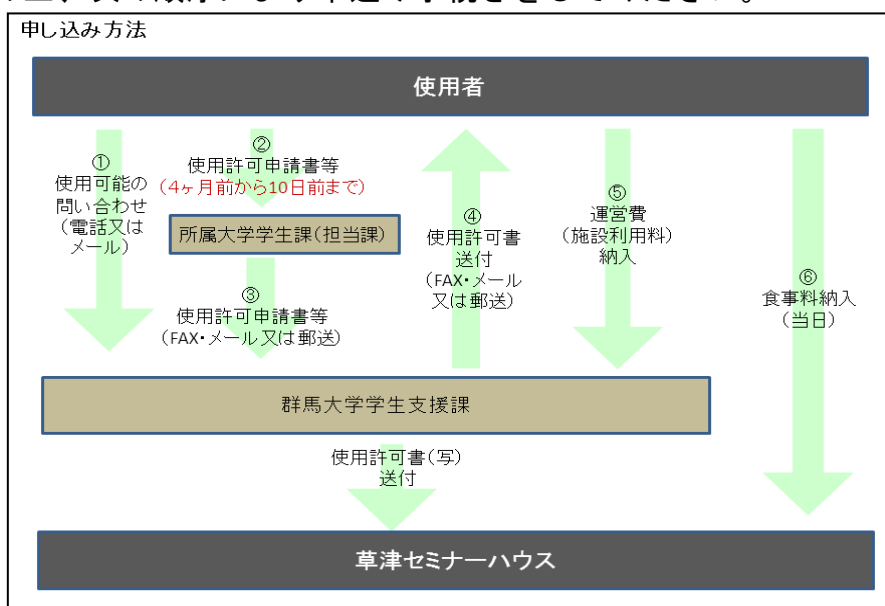 申し込み方法
使用者
①
使用可能の
問い合わせ
(電話又は
メール)
②
使用許可申請書等
(4ヶ月前から10日前まで)
所属大学学生課(担当課)
③
使用許可申請書等
(FAX・メール又は郵送)
④
使用許可書
送付
(FAX・メール
又は郵送)
⑤
運営費
(施設利用料)
納入
⑥
食事料納入
(当日)
群馬大学学生支援課
使用許可書(写)
送付
草津セミナーハウス